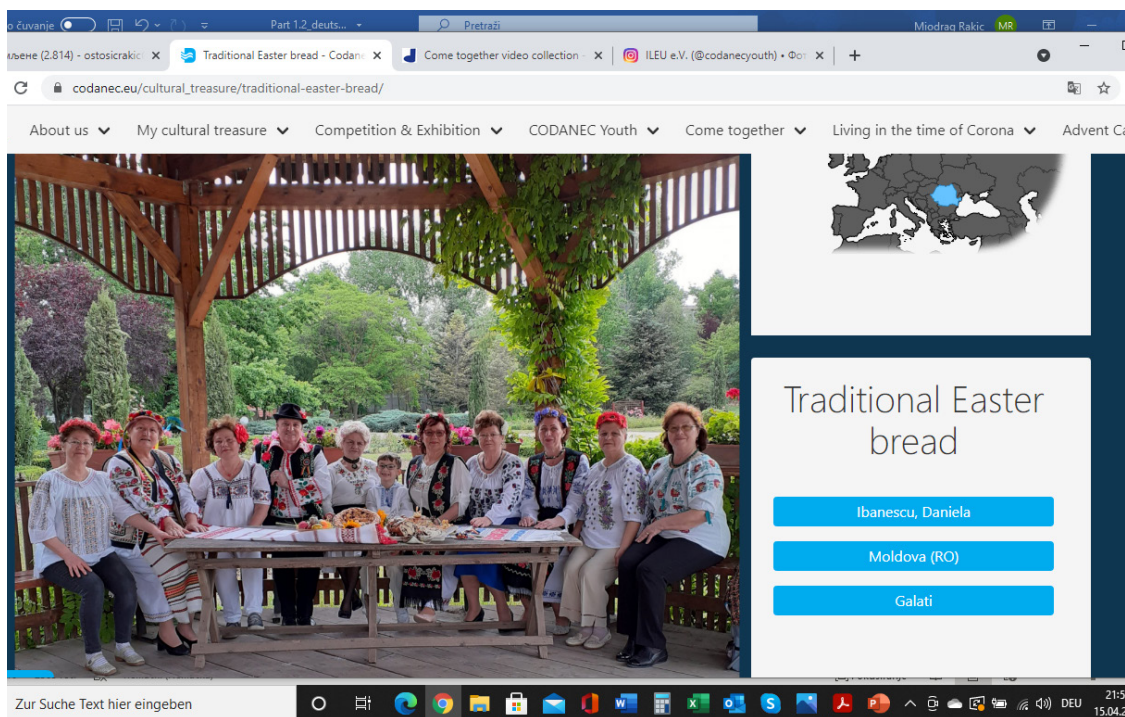 o čuvanje
Part 1.2_deuts...
Pretraži
Miodrag Rakic
MR
љене (2.814) - ostosicrakic
Traditional Easter bread - Codane
Come together video collection -
ILEU e.V. (@codanecyouth) • Фот
codanec.eu/cultural_treasure/traditional-easter-bread/
About us
My cultural treasure
Competition & Exhibition
CODANEC Youth
Come together
Living in the time of Corona
Advent Ca
Traditional Easter
bread
Ibanescu, Daniela
Moldova (RO)
Galati
Zur Suche Text hier eingeben
DEU
21:5
15.04.2